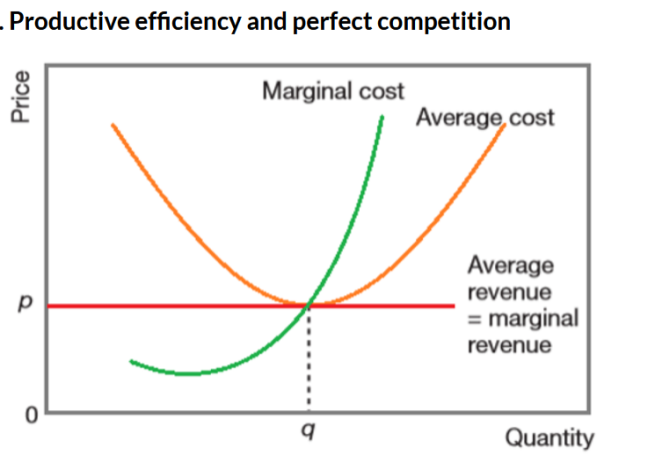 . Productive efficiency and perfect competition
Price
Marginal cost
Average cost
Average
revenue
= marginal
revenue
p
0
q
Quantity